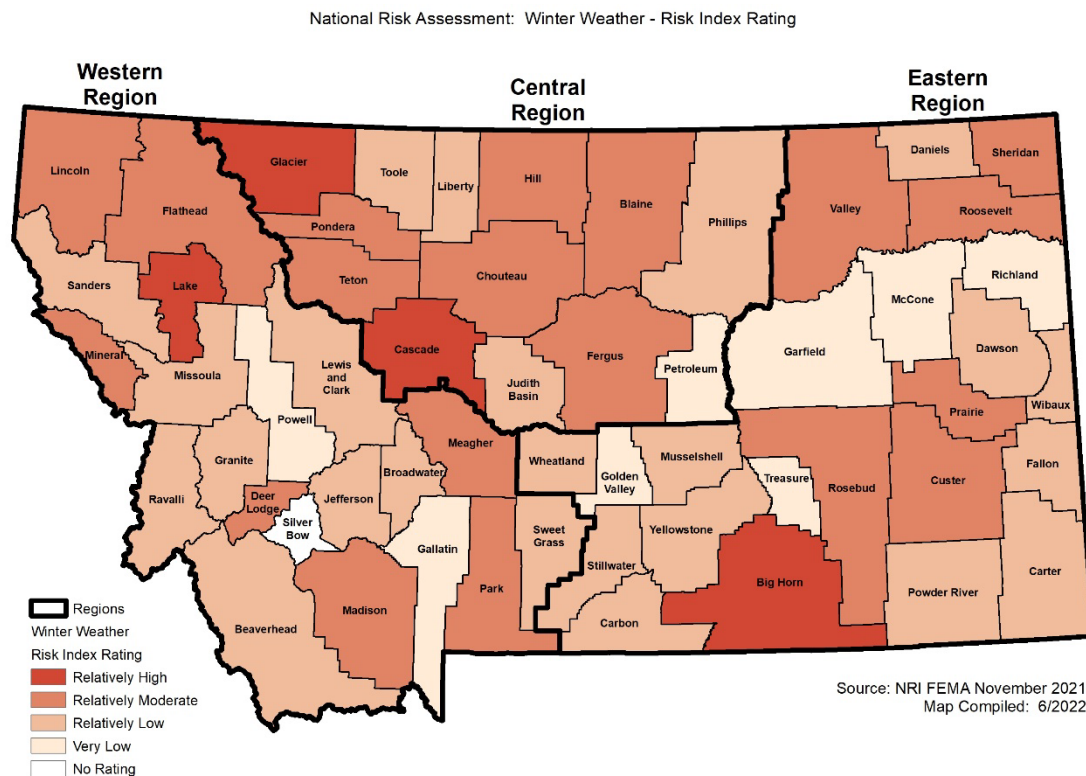 National Risk Assessment: Winter Weather - Risk Index Rating
Western
Region
Central
Region
Eastern
Region
Lincoln
Flathead
Glacier
Toole
Liberty
Hill
Blaine
Phillips
Valley
Daniels
Sheridan
Roosevelt
Pondera
Teton
Chouteau
Sanders
Lake
Richland
McCone
Garfield
Dawson
Mineral
Missoula
Cascade
Lewis
and
Clark
Judith
Basin
Fergus
Petroleum
Prairie
Wibaux
Powell
Meagher
Wheatland
Golden
Valley
Musselshell
Treasure
Rosebud
Custer
Fallon
Ravalli
Granite
Deer
Lodge
Silver
Bow
Jefferson
Broadwater
Gallatin
Sweet
Grass
Stillwater
Yellowstone
Big Horn
Powder River
Carter
Beaverhead
Madison
Park
Carbon
Regions
Winter Weather
Risk Index Rating
Relatively High
Relatively Moderate
Relatively Low
Very Low
No Rating
Source: NRI FEMA November 2021
Map Compiled: 6/2022